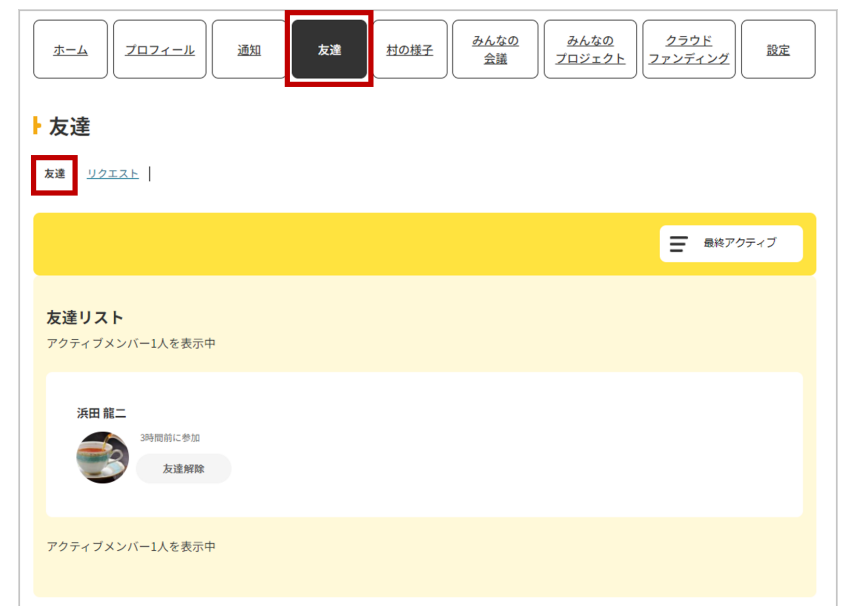 ホーム
プロフィール
通知
友達
村の様子
みんなの
会議
みんなの
プロジェクト
クラウド
ファンディング
設定
友達
友達 リクエスト
最終アクティブ
友達リスト
アクティブメンバー1人を表示中
浜田 龍二
3時間前に参加
友達解除
アクティブメンバー1人を表示中